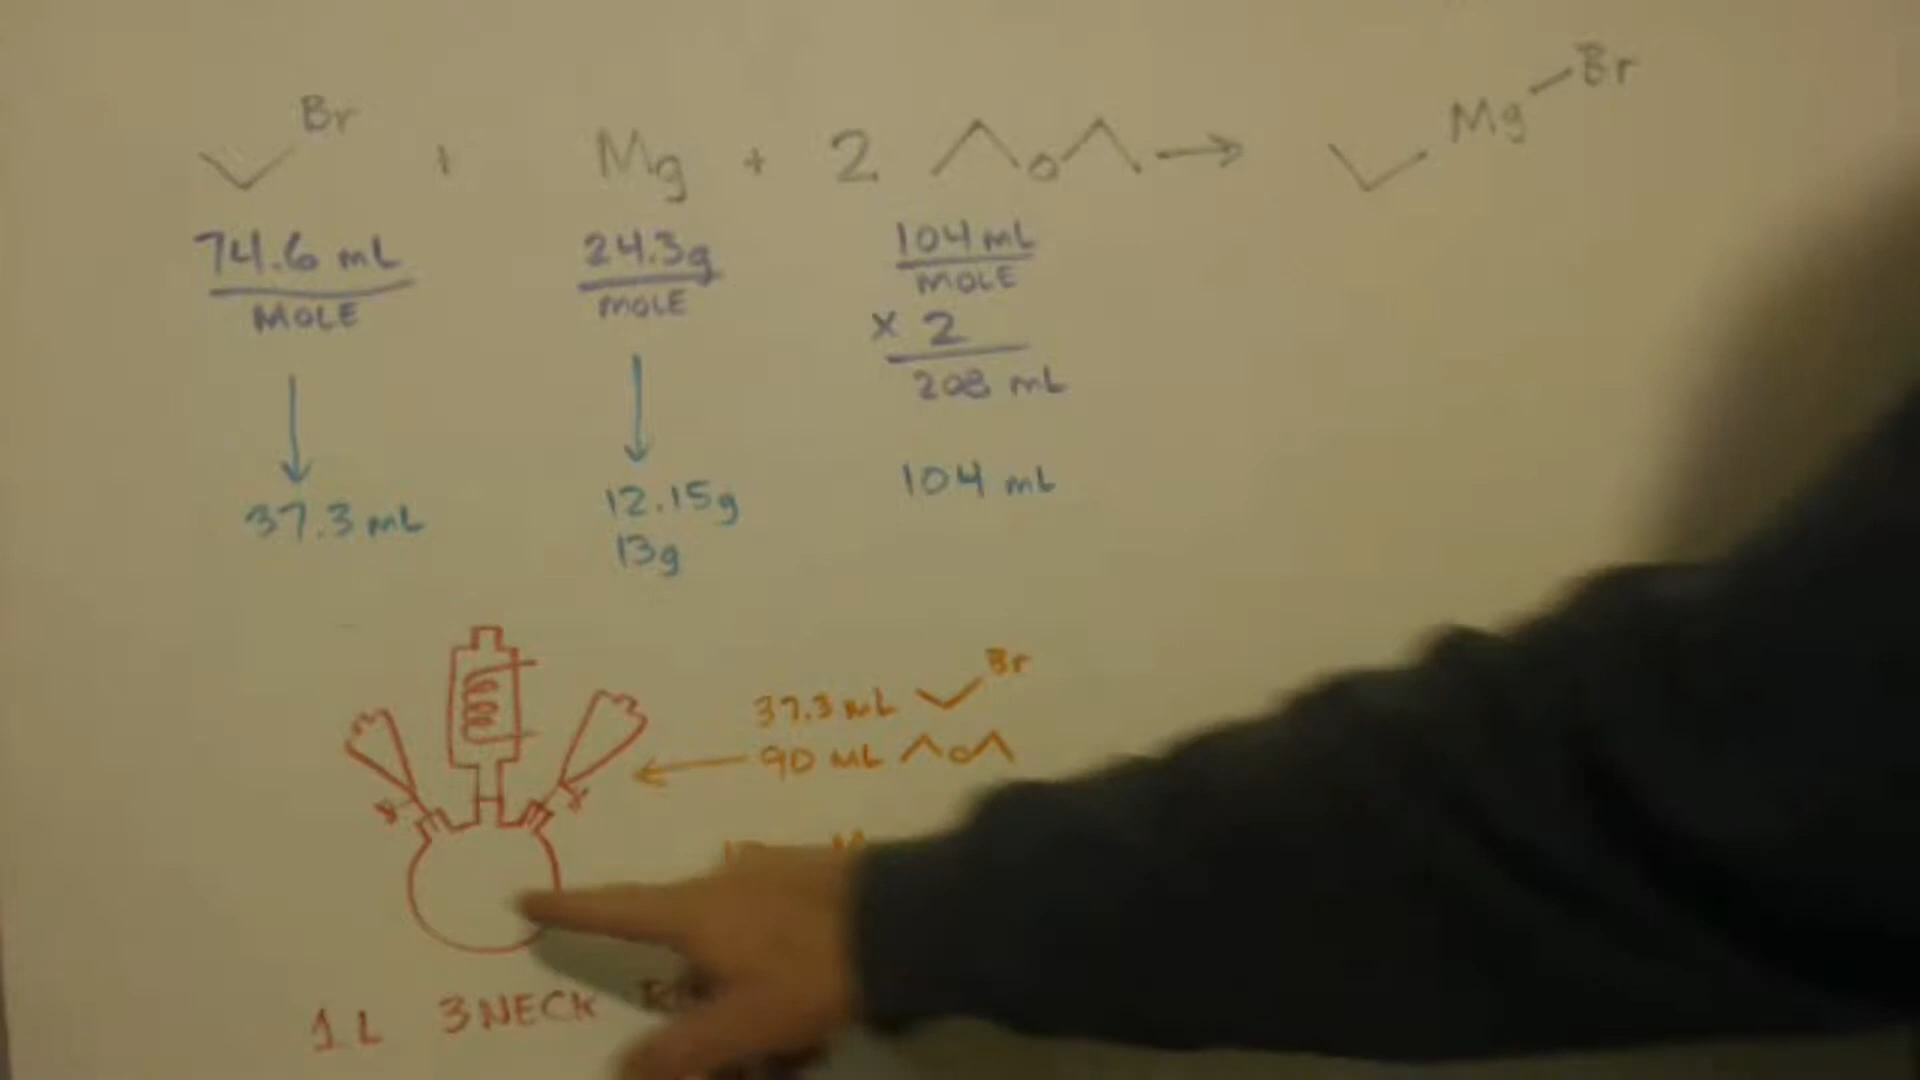 Br
+ Mg + 2 O → Mg Br
74.6 mL
MOLE
24.3g
MOLE
104 mL
MOLE
x 2
208 mL
37.3 mL
12.15g
13g
104 mL
37.3 mL Br
90 mL O
1 L 3 NECK